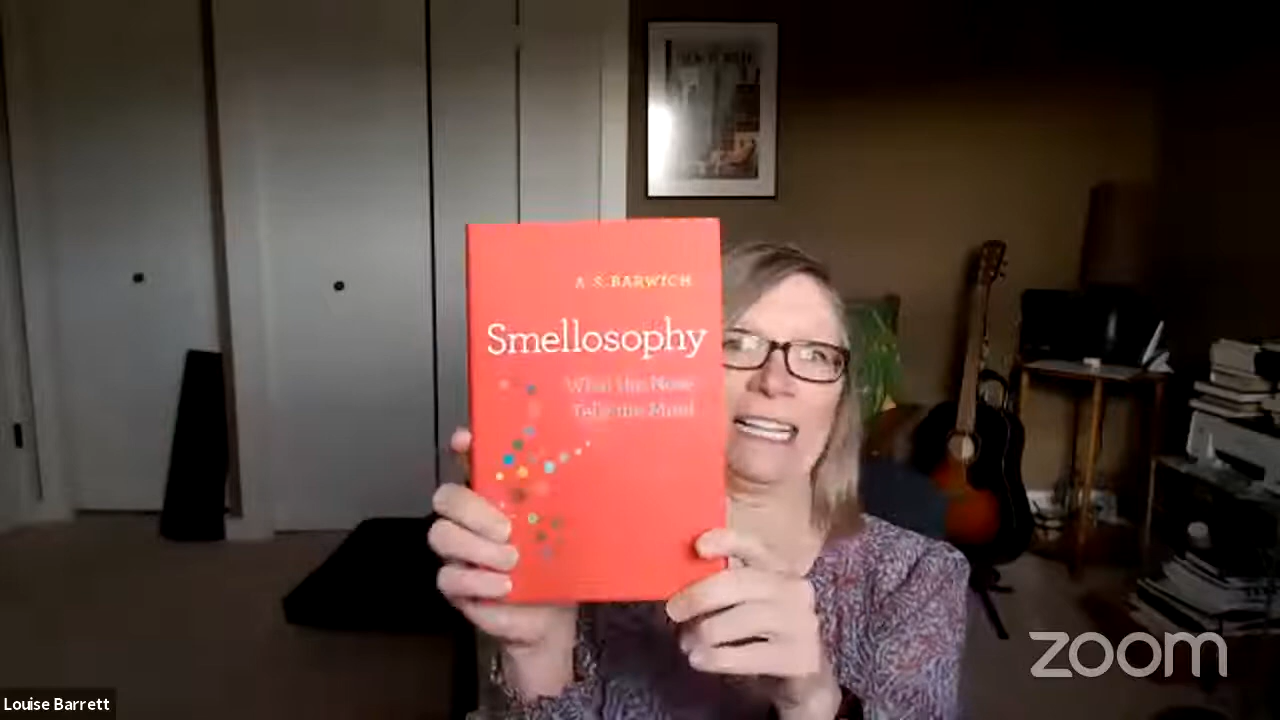 A. S. BARWICH
Smellosophy
What the Nose
Tells the Mind
zoom
Louise Barrett